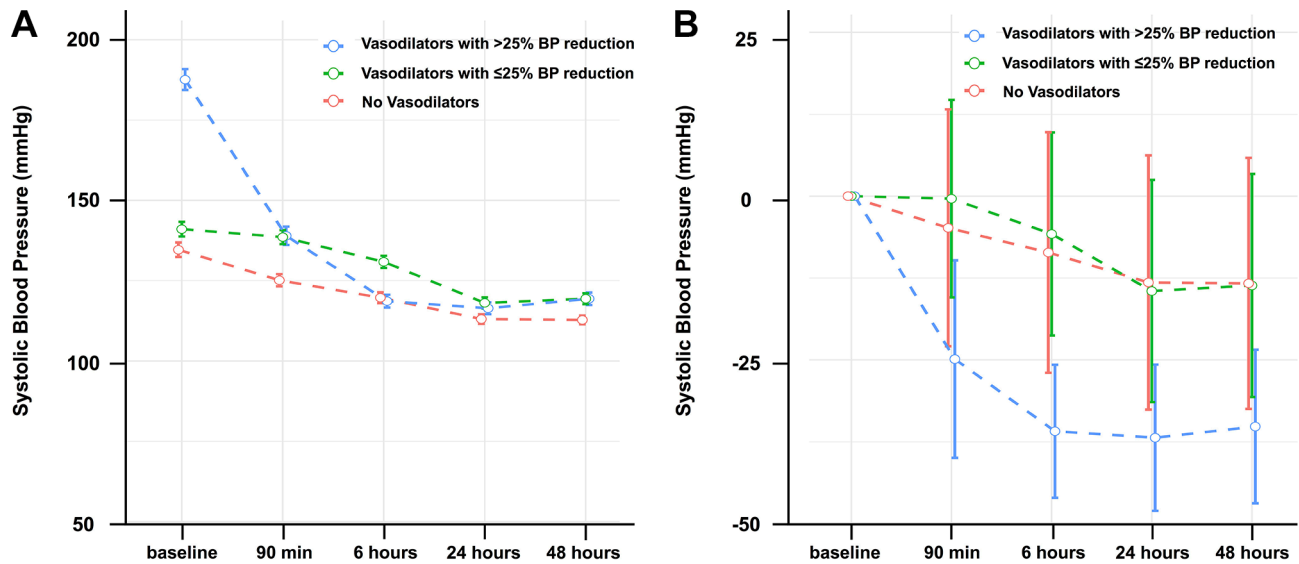 A
Systolic Blood Pressure (mmHg)
200
150
100
50
Vasodilators with >25% BP reduction
Vasodilators with ≤25% BP reduction
No Vasodilators
baseline
90 min
6 hours
24 hours
48 hours
B
Systolic Blood Pressure (mmHg)
25
0
-25
-50
Vasodilators with >25% BP reduction
Vasodilators with ≤25% BP reduction
No Vasodilators
baseline
90 min
6 hours
24 hours
48 hours